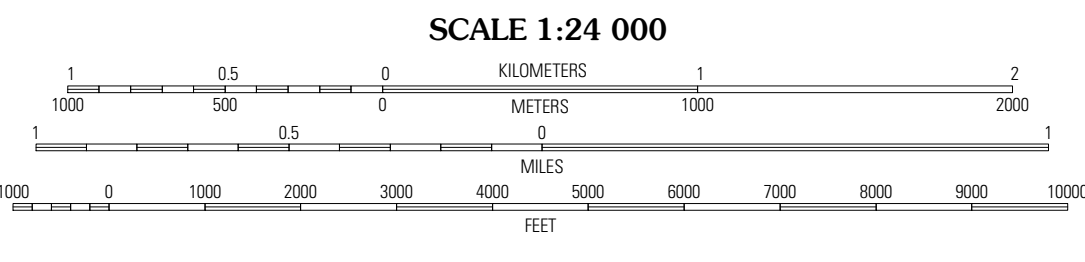 SCALE 1:24 000
1 0.5 0 KILOMETERS 1 2
1000 500 0 METERS 1000 2000
1 0.5 0 1
MILES
1000 0 1000 2000 3000 4000 5000 6000 7000 8000 9000 10000
FEET